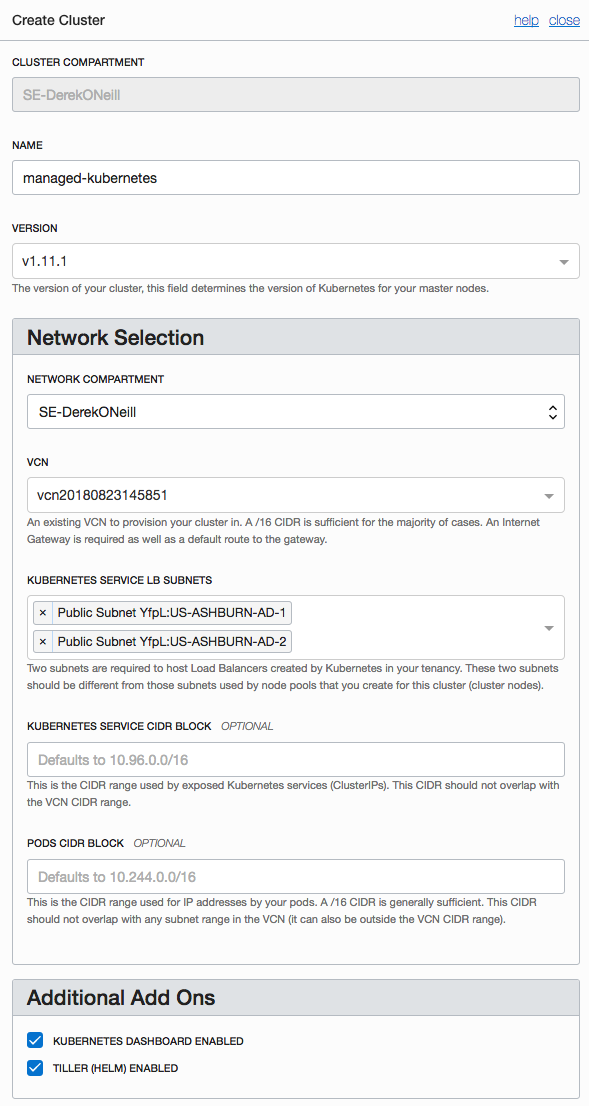 Create Cluster
help close
CLUSTER COMPARTMENT
SE-DerekONeill
NAME
managed-kubernetes
VERSION
v1.11.1
The version of your cluster, this field determines the version of Kubernetes for your master nodes.
Network Selection
NETWORK COMPARTMENT
SE-DerekONeill
VCN
vcn20180823145851
An existing VCN to provision your cluster in. A /16 CIDR is sufficient for the majority of cases. An Internet
Gateway is required as well as a default route to the gateway.
KUBERNETES SERVICE LB SUBNETS
× Public Subnet YfpL:US-ASHBURN-AD-1
× Public Subnet YfpL:US-ASHBURN-AD-2
Two subnets are required to host Load Balancers created by Kubernetes in your tenancy. These two subnets
should be different from those subnets used by node pools that you create for this cluster (cluster nodes).
KUBERNETES SERVICE CIDR BLOCK OPTIONAL
Defaults to 10.96.0.0/16
This is the CIDR range used by exposed Kubernetes services (ClusterIPs). This CIDR should not overlap with
the VCN CIDR range.
PODS CIDR BLOCK OPTIONAL
Defaults to 10.244.0.0/16
This is the CIDR range used for IP addresses by your pods. A /16 CIDR is generally sufficient. This CIDR
should not overlap with any subnet range in the VCN (it can also be outside the VCN CIDR range).
Additional Add Ons
KUBERNETES DASHBOARD ENABLED
TILLER (HELM) ENABLED